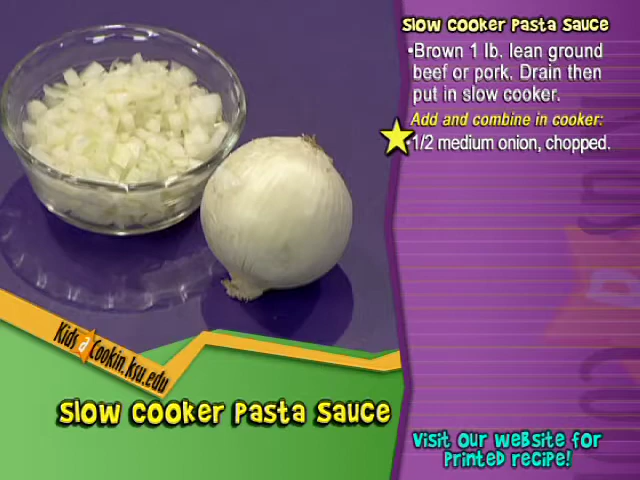 Slow Cooker Pasta Sauce
•Brown 1 lb. lean ground
beef or pork. Drain then
put in slow cooker.
Add and combine in cooker:
•1/2 medium onion, chopped.
Kids a Cookin.ksu.edu
Slow Cooker Pasta Sauce
Visit our website for
printed recipe!